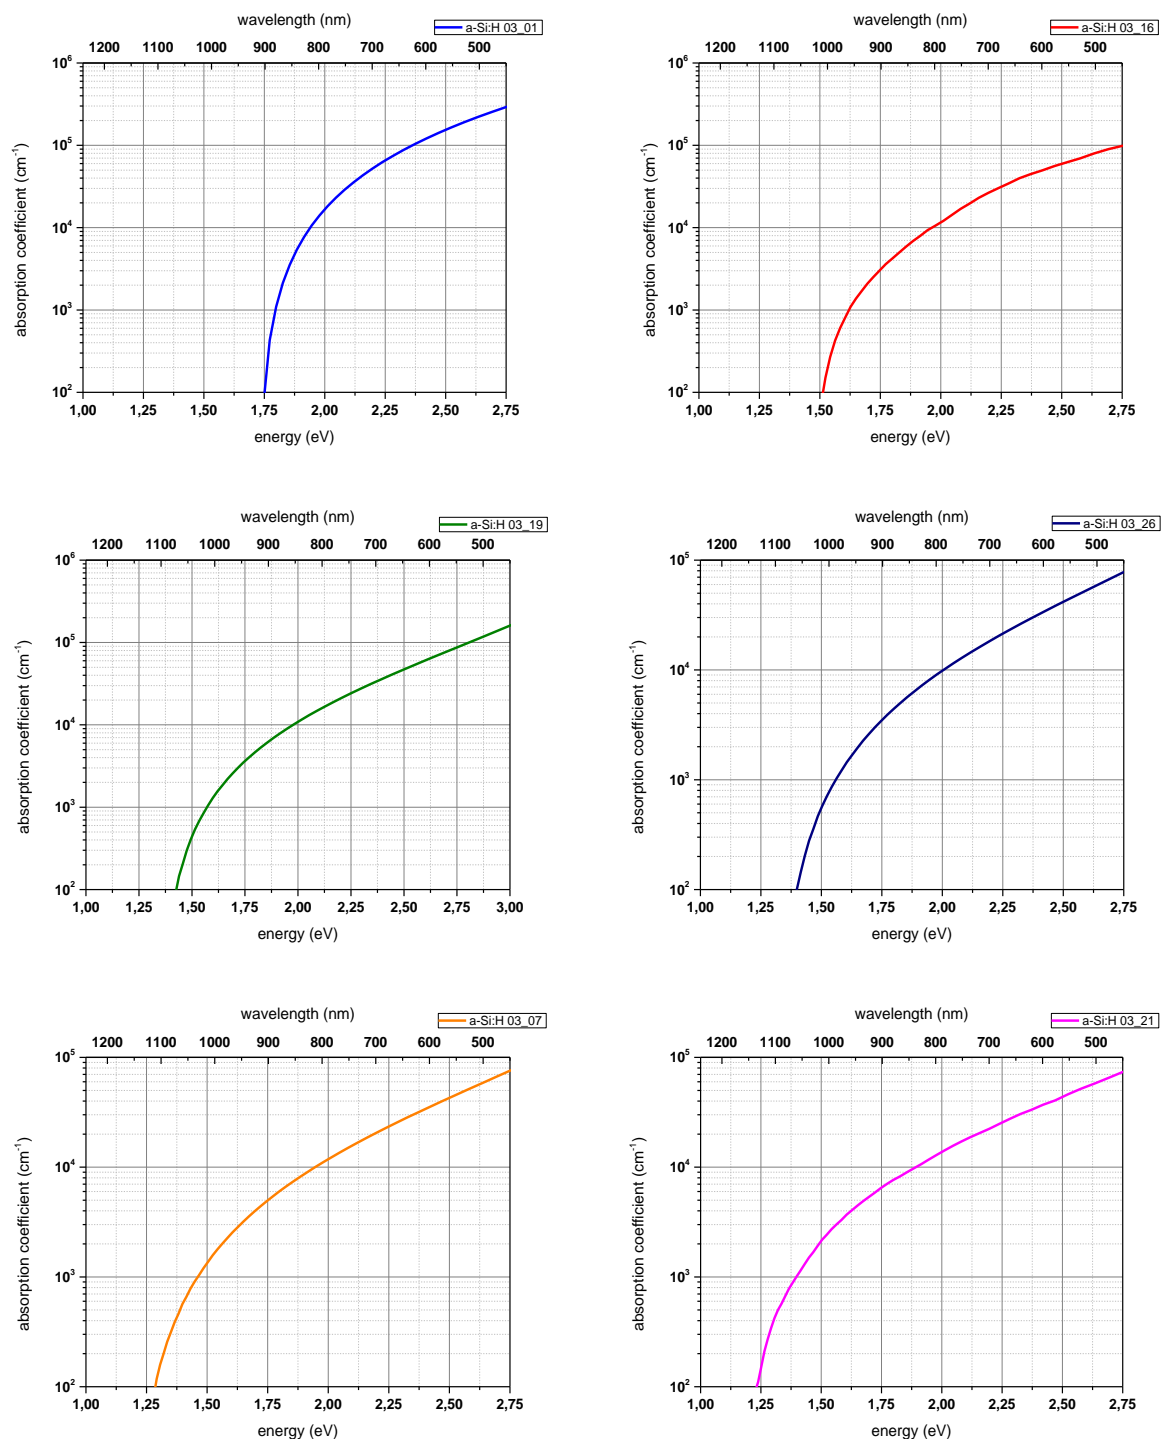 wavelength (nm)
a-Si:H 03_01
1200 1100 1000 900 800 700 600 500
10^6
10^5
10^4
10^3
10^2
absorption coefficient (cm^-1)
1,00 1,25 1,50 1,75 2,00 2,25 2,50 2,75
energy (eV)
wavelength (nm)
a-Si:H 03_16
1200 1100 1000 900 800 700 600 500
10^6
10^5
10^4
10^3
10^2
absorption coefficient (cm^-1)
1,00 1,25 1,50 1,75 2,00 2,25 2,50 2,75
energy (eV)
wavelength (nm)
a-Si:H 03_19
1200 1100 1000 900 800 700 600 500
10^6
10^5
10^4
10^3
10^2
absorption coefficient (cm^-1)
1,00 1,25 1,50 1,75 2,00 2,25 2,50 2,75 3,00
energy (eV)
wavelength (nm)
a-Si:H 03_26
1200 1100 1000 900 800 700 600 500
10^5
10^4
10^3
10^2
absorption coefficient (cm^-1)
1,00 1,25 1,50 1,75 2,00 2,25 2,50 2,75
energy (eV)
wavelength (nm)
a-Si:H 03_07
1200 1100 1000 900 800 700 600 500
10^5
10^4
10^3
10^2
absorption coefficient (cm^-1)
1,00 1,25 1,50 1,75 2,00 2,25 2,50 2,75
energy (eV)
wavelength (nm)
a-Si:H 03_21
1200 1100 1000 900 800 700 600 500
10^5
10^4
10^3
10^2
absorption coefficient (cm^-1)
1,00 1,25 1,50 1,75 2,00 2,25 2,50 2,75
energy (eV)